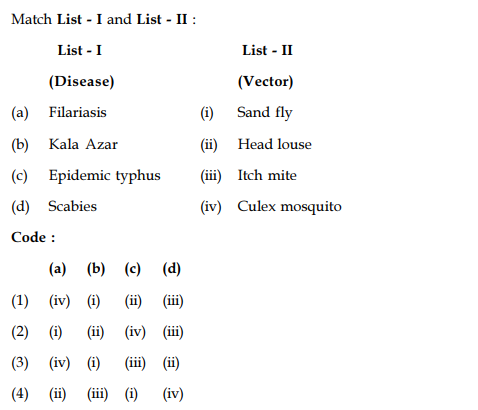 Match List - I and List - II :
List - I List - II
(Disease) (Vector)
(a) Filariasis (i) Sand fly
(b) Kala Azar (ii) Head louse
(c) Epidemic typhus (iii) Itch mite
(d) Scabies (iv) Culex mosquito
Code :
(a) (b) (c) (d)
(1) (iv) (i) (ii) (iii)
(2) (i) (ii) (iv) (iii)
(3) (iv) (i) (iii) (ii)
(4) (ii) (iii) (i) (iv)